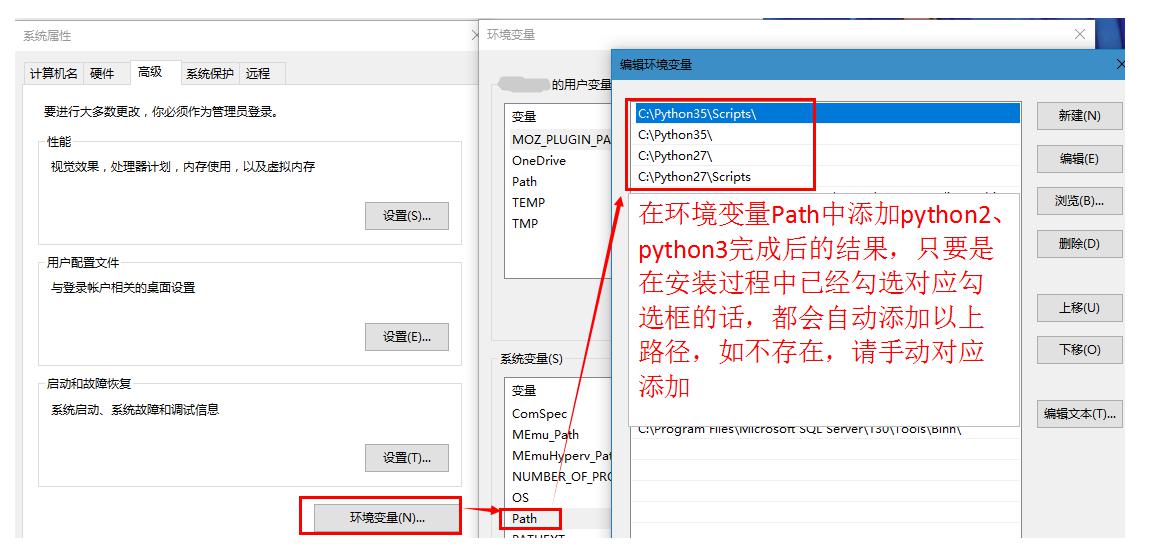 系统属性
计算机名 硬件 高级 系统保护 远程
要进行大多数更改，你必须作为管理员登录。
性能
视觉效果，处理器计划，内存使用，以及虚拟内存
设置(S)...
用户配置文件
与登录帐户相关的桌面设置
设置(E)...
启动和故障恢复
系统启动、系统故障和调试信息
设置(T)...
环境变量(N)...
环境变量
的用户变量
变量
MOZ_PLUGIN_PA
OneDrive
Path
TEMP
TMP
系统变量(S)
变量
ComSpec
MEmu_Path
MEmuHyperv_Pat
NUMBER_OF_PRO
OS
Path
PATHEXT
编辑环境变量
C:\Python35\Scripts\
C:\Python35\
C:\Python27\
C:\Python27\Scripts
在环境变量Path中添加python2、
python3完成后的结果，只要是
在安装过程中已经勾选对应勾
选框的话，都会自动添加以上
路径，如不存在，请手动对应
添加
C:\Program Files\Microsoft SQL Server\130\Tools\Binn\
新建(N)
编辑(E)
浏览(B)...
删除(D)
上移(U)
下移(O)
编辑文本(T)...